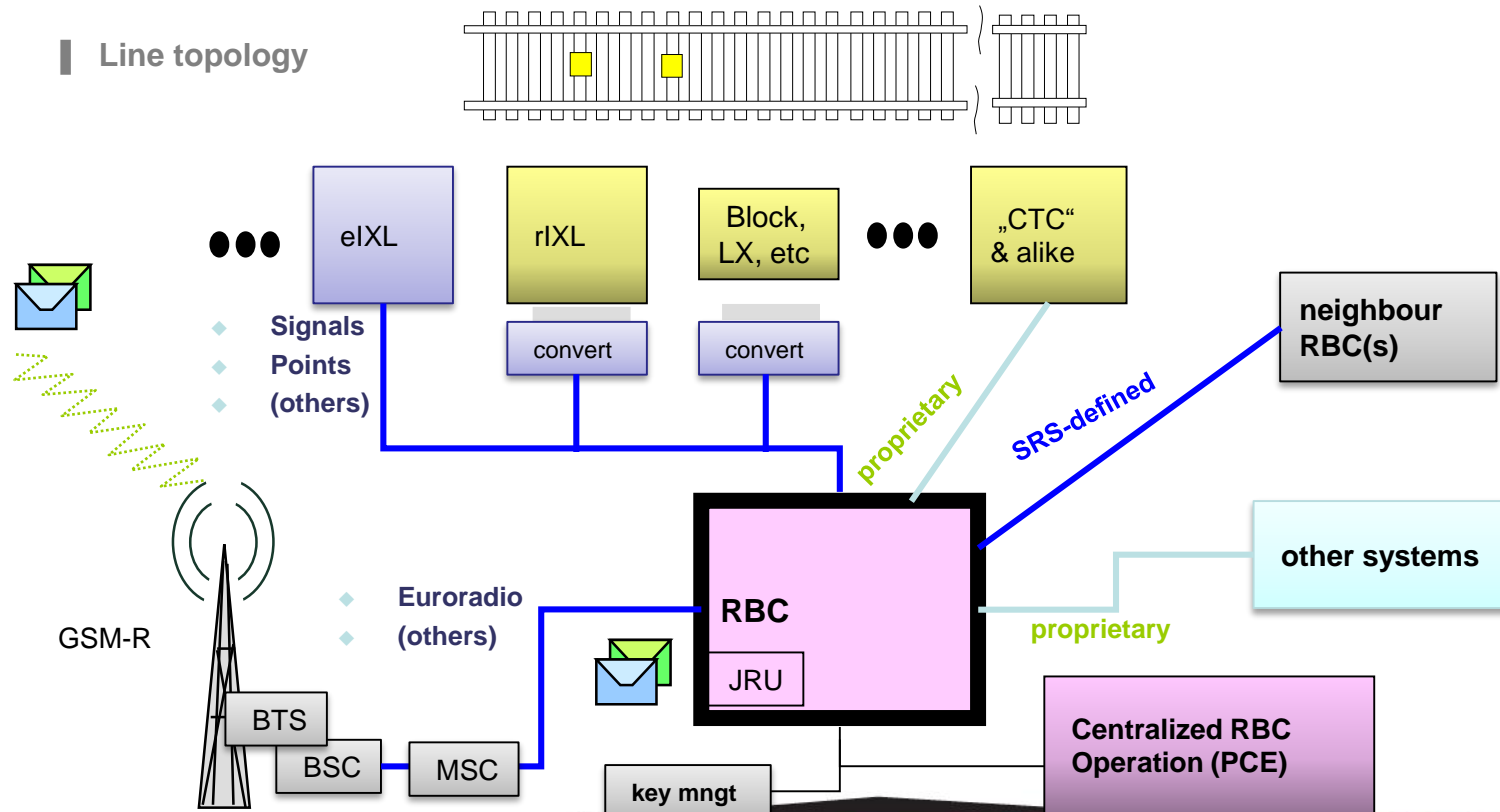 Line topology
eIXL
rIXL
Block,
LX, etc
„CTC“
& alike
neighbour
RBC(s)
Signals
Points
(others)
convert
convert
proprietary
SRS-defined
other systems
Euroradio
(others)
RBC
proprietary
GSM-R
JRU
BTS
BSC
MSC
Centralized RBC
Operation (PCE)
key mngt